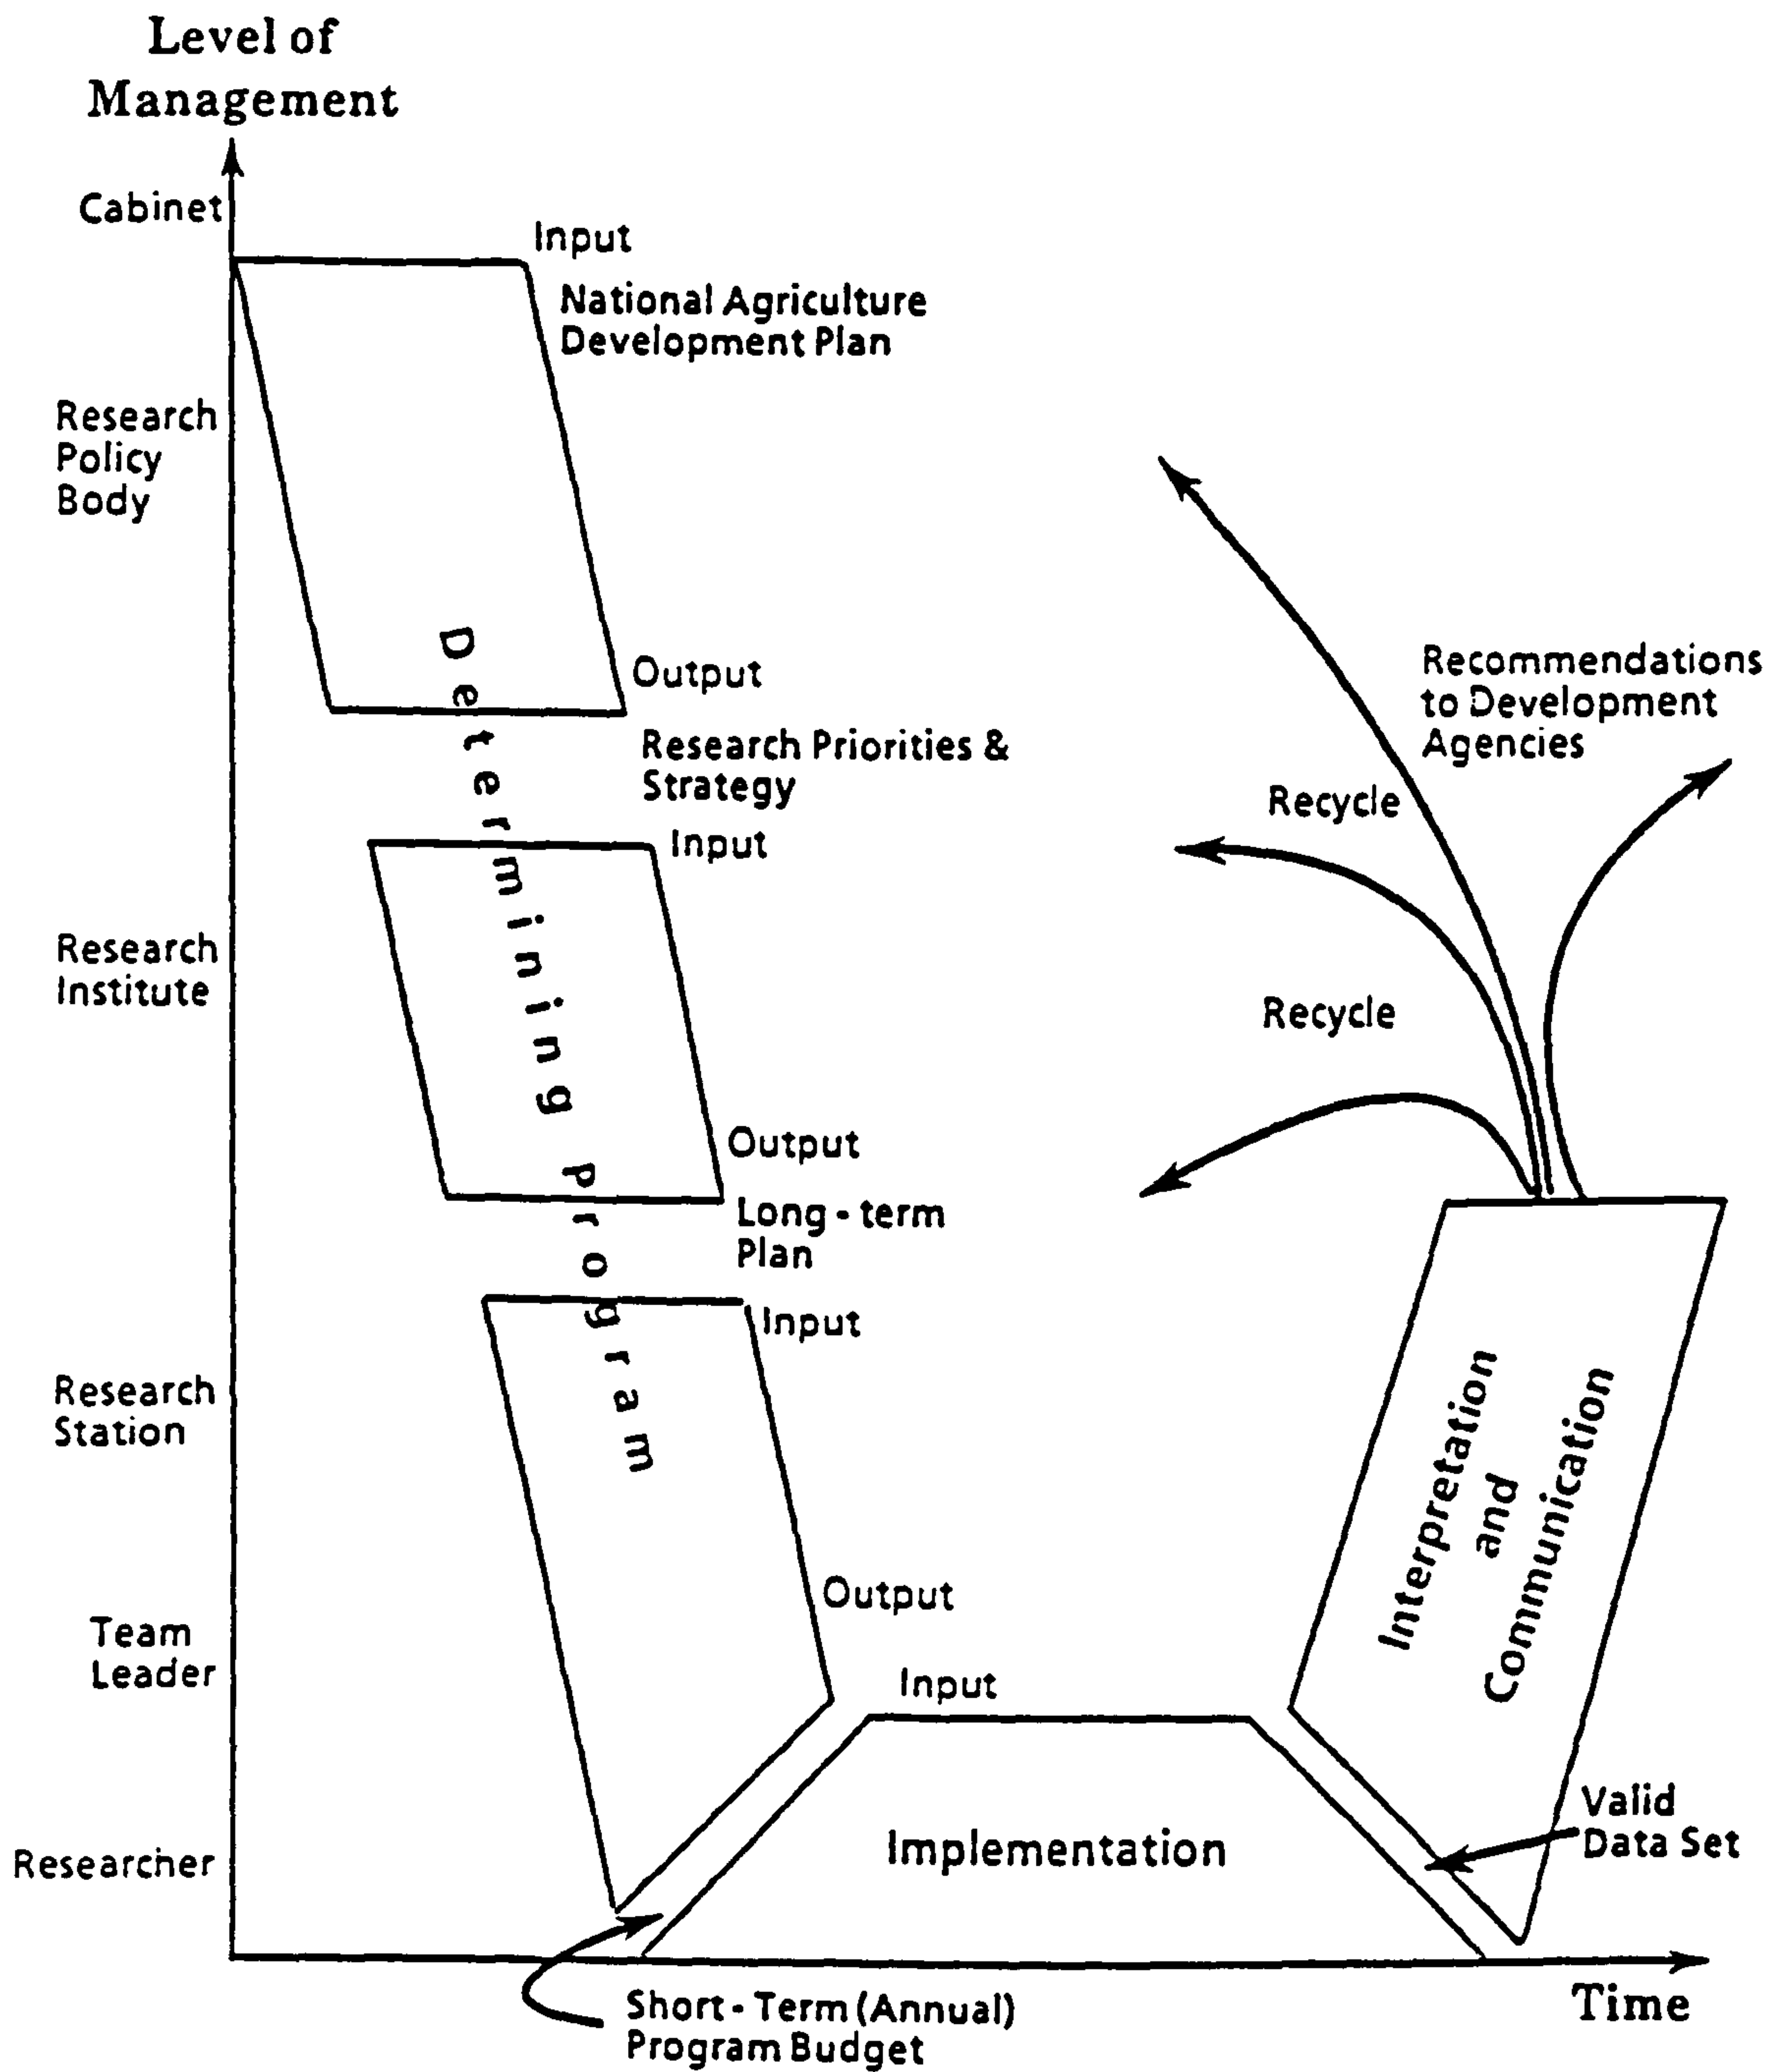 Level of
Management
Cabinet
Input
National Agriculture
Development Plan
Research
Policy
Body
Determining Program
Output
Research Priorities &
Strategy
Recommendations
to Development
Agencies
Recycle
Input
Research
Institute
Recycle
Output
Long-term
Plan
Input
Research
Station
Interpretation
and
Communication
Output
Team
Leader
Input
Valid
Data Set
Implementation
Researcher
Time
Short-Term (Annual)
Program Budget